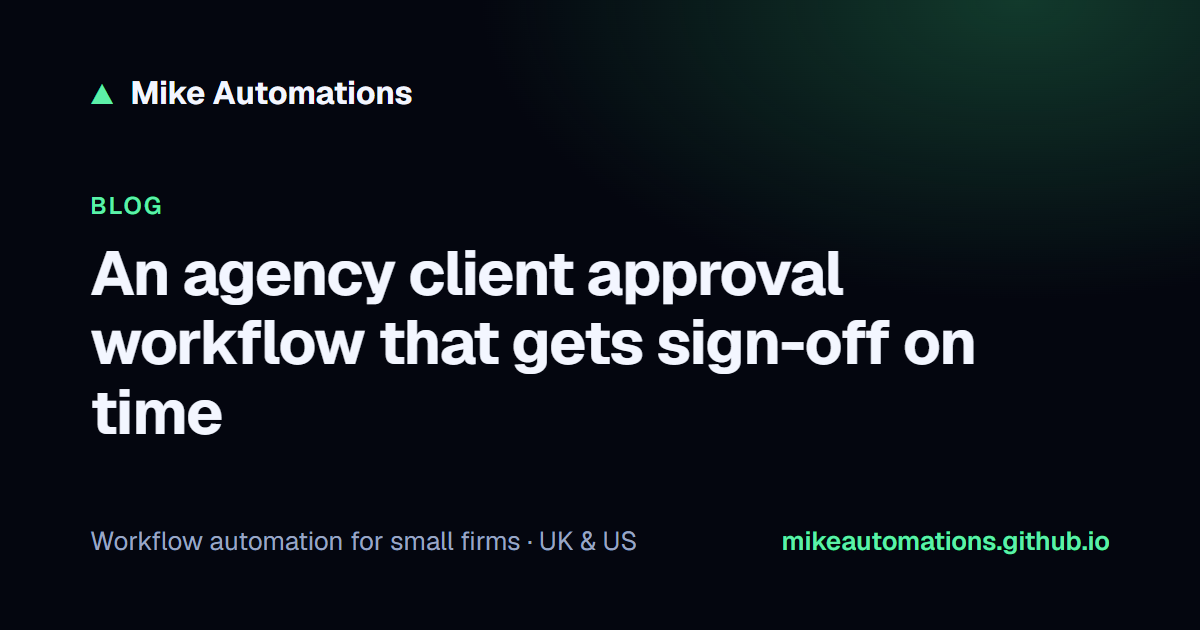 Mike Automations
BLOG
An agency client approval
workflow that gets sign-off on
time
Workflow automation for small firms · UK & US
mikeautomations.github.io